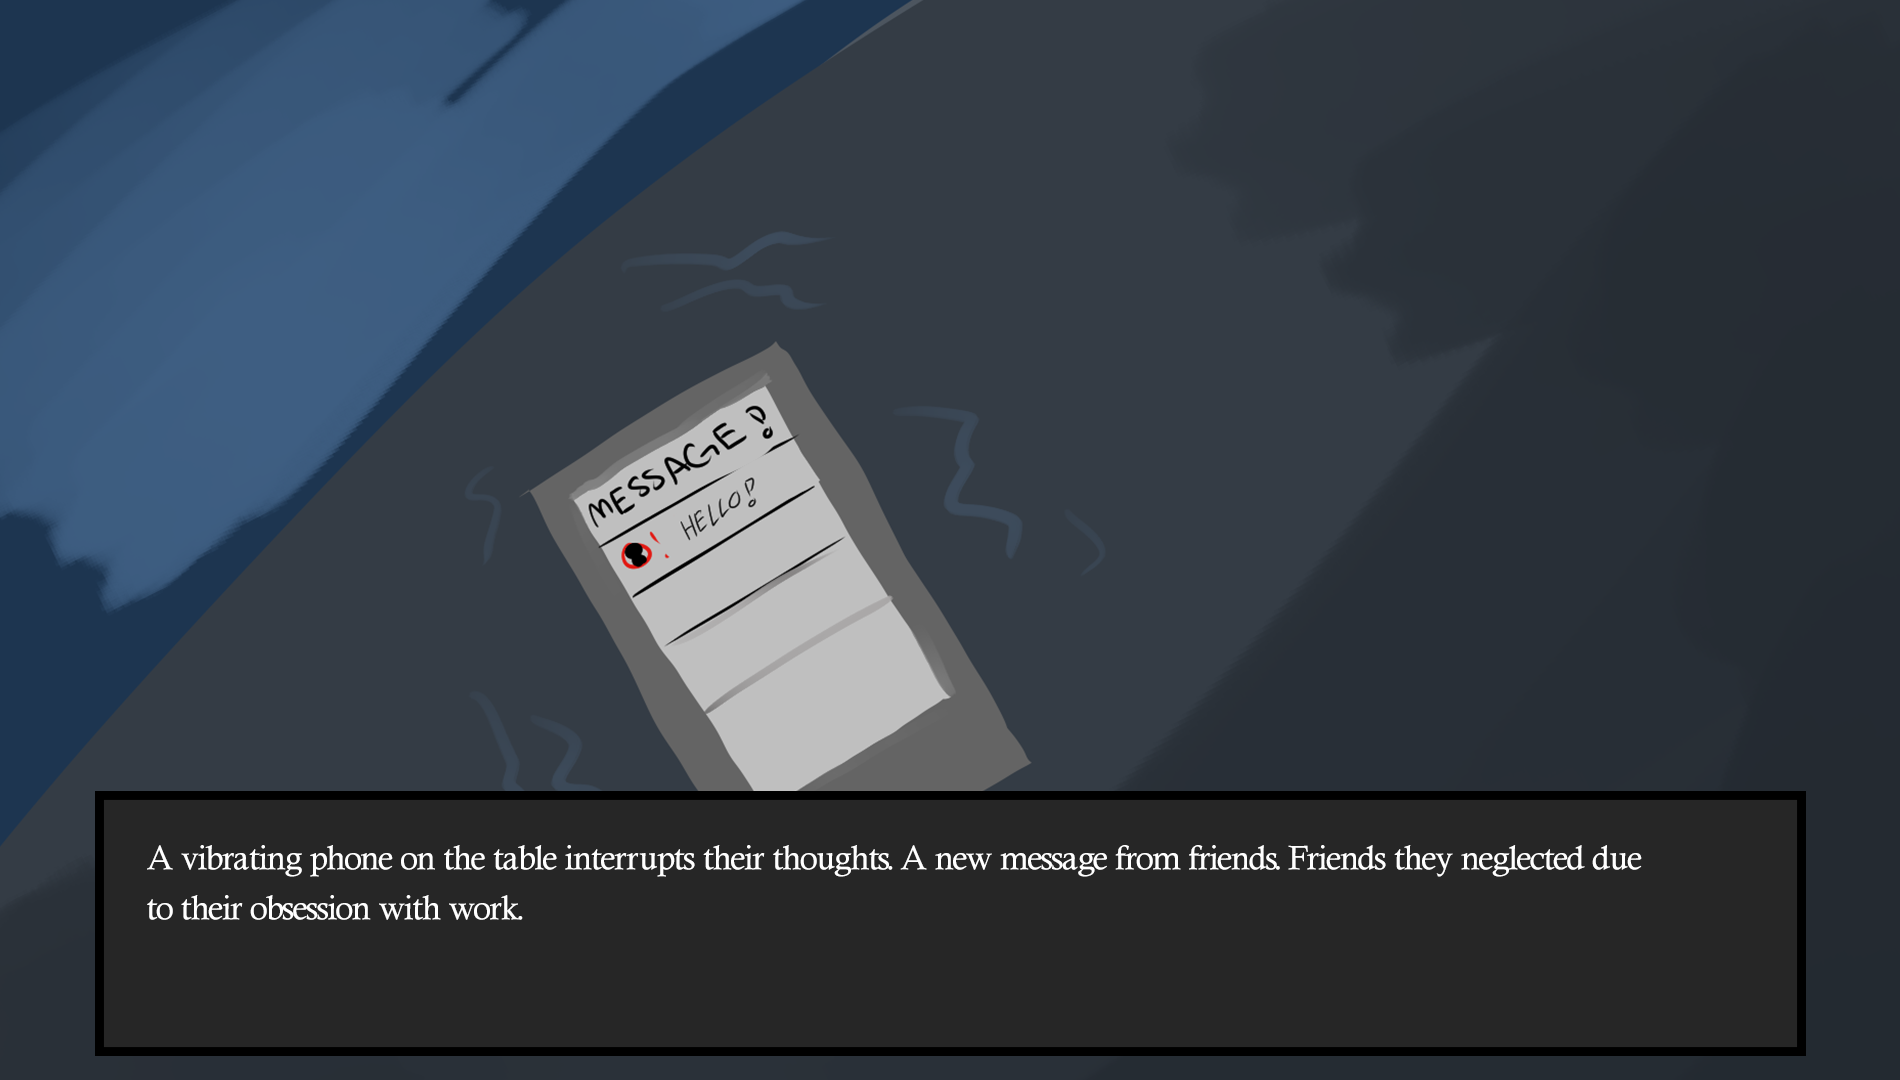 MESSAGE!
! HELLO!
A vibrating phone on the table interrupts their thoughts. A new message from friends. Friends they neglected due
to their obsession with work.